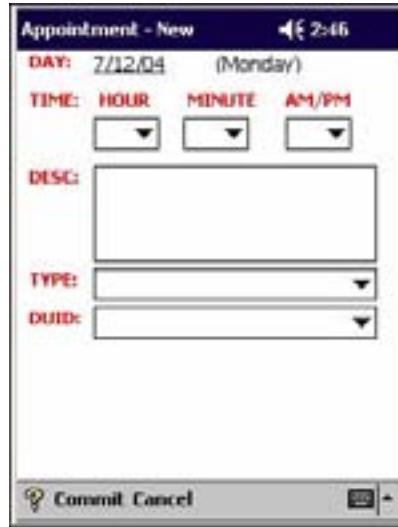 Appointment - New 2:46
DAY: 7/12/04 (Monday)
TIME: HOUR MINUTE AM/PM
DESC:
TYPE:
DUID:
Commit Cancel